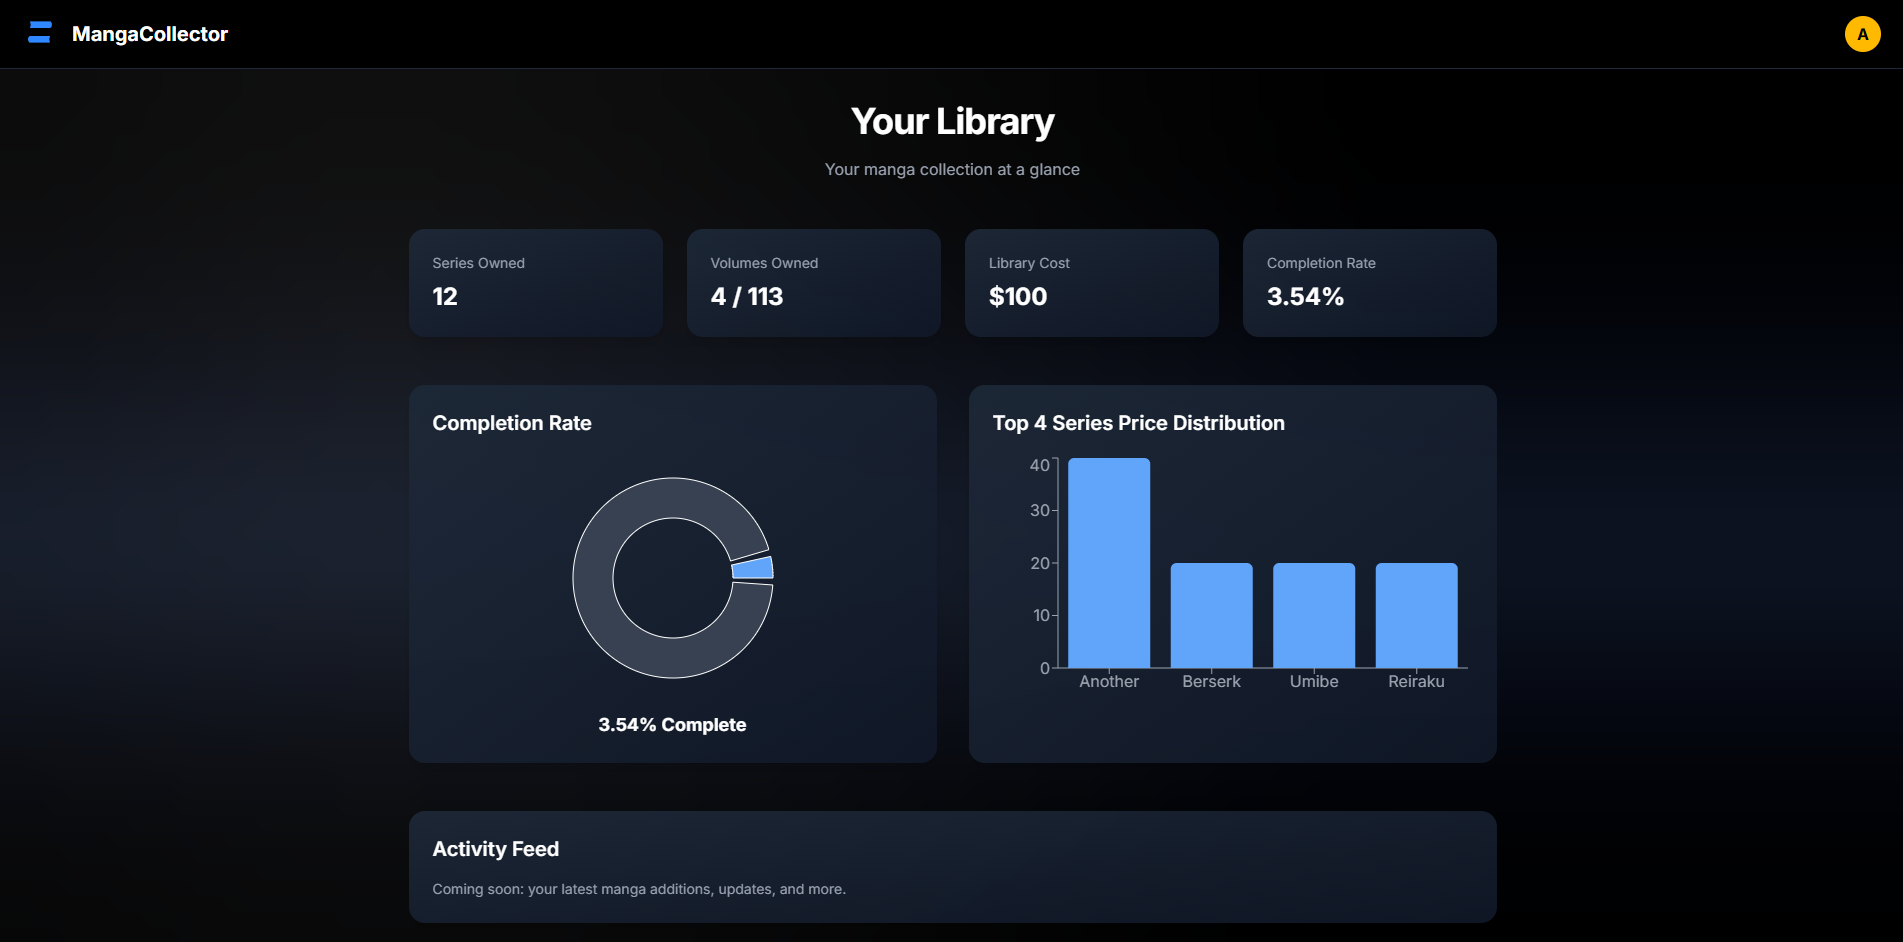 MangaCollector
A
Your Library
Your manga collection at a glance
Series Owned
12
Volumes Owned
4 / 113
Library Cost
$100
Completion Rate
3.54%
Completion Rate
3.54% Complete
Top 4 Series Price Distribution
40
30
20
10
0
Another Berserk Umibe Reiraku
Activity Feed
Coming soon: your latest manga additions, updates, and more.